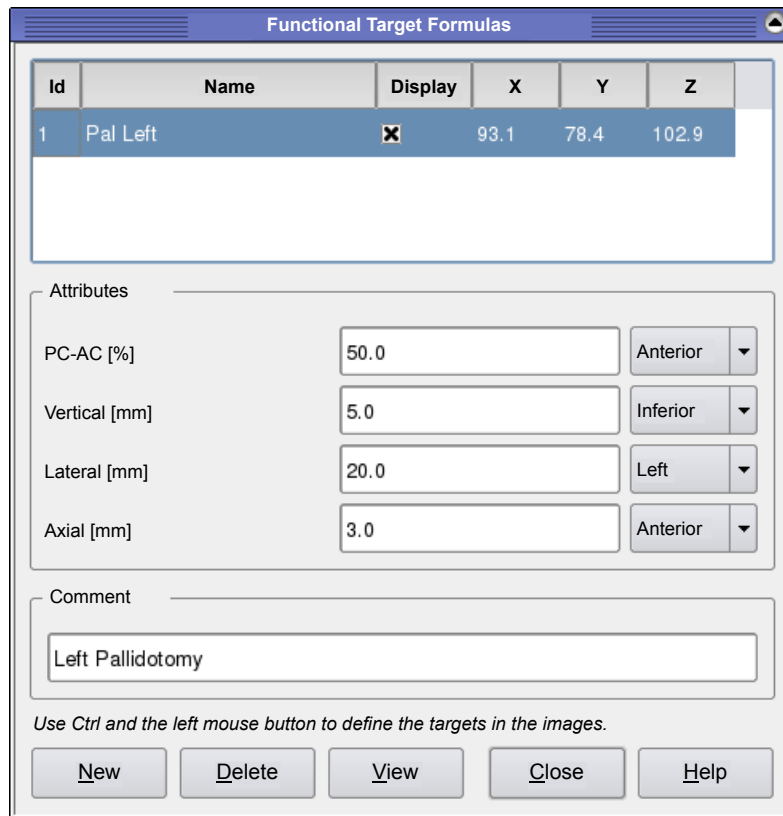 Functional Target Formulas
Id Name Display X Y Z
1 Pal Left 93.1 78.4 102.9
Attributes
PC-AC [%] 50.0 Anterior
Vertical [mm] 5.0 Inferior
Lateral [mm] 20.0 Left
Axial [mm] 3.0 Anterior
Comment
Left Pallidotomy
Use Ctrl and the left mouse button to define the targets in the images.
New Delete View Close Help